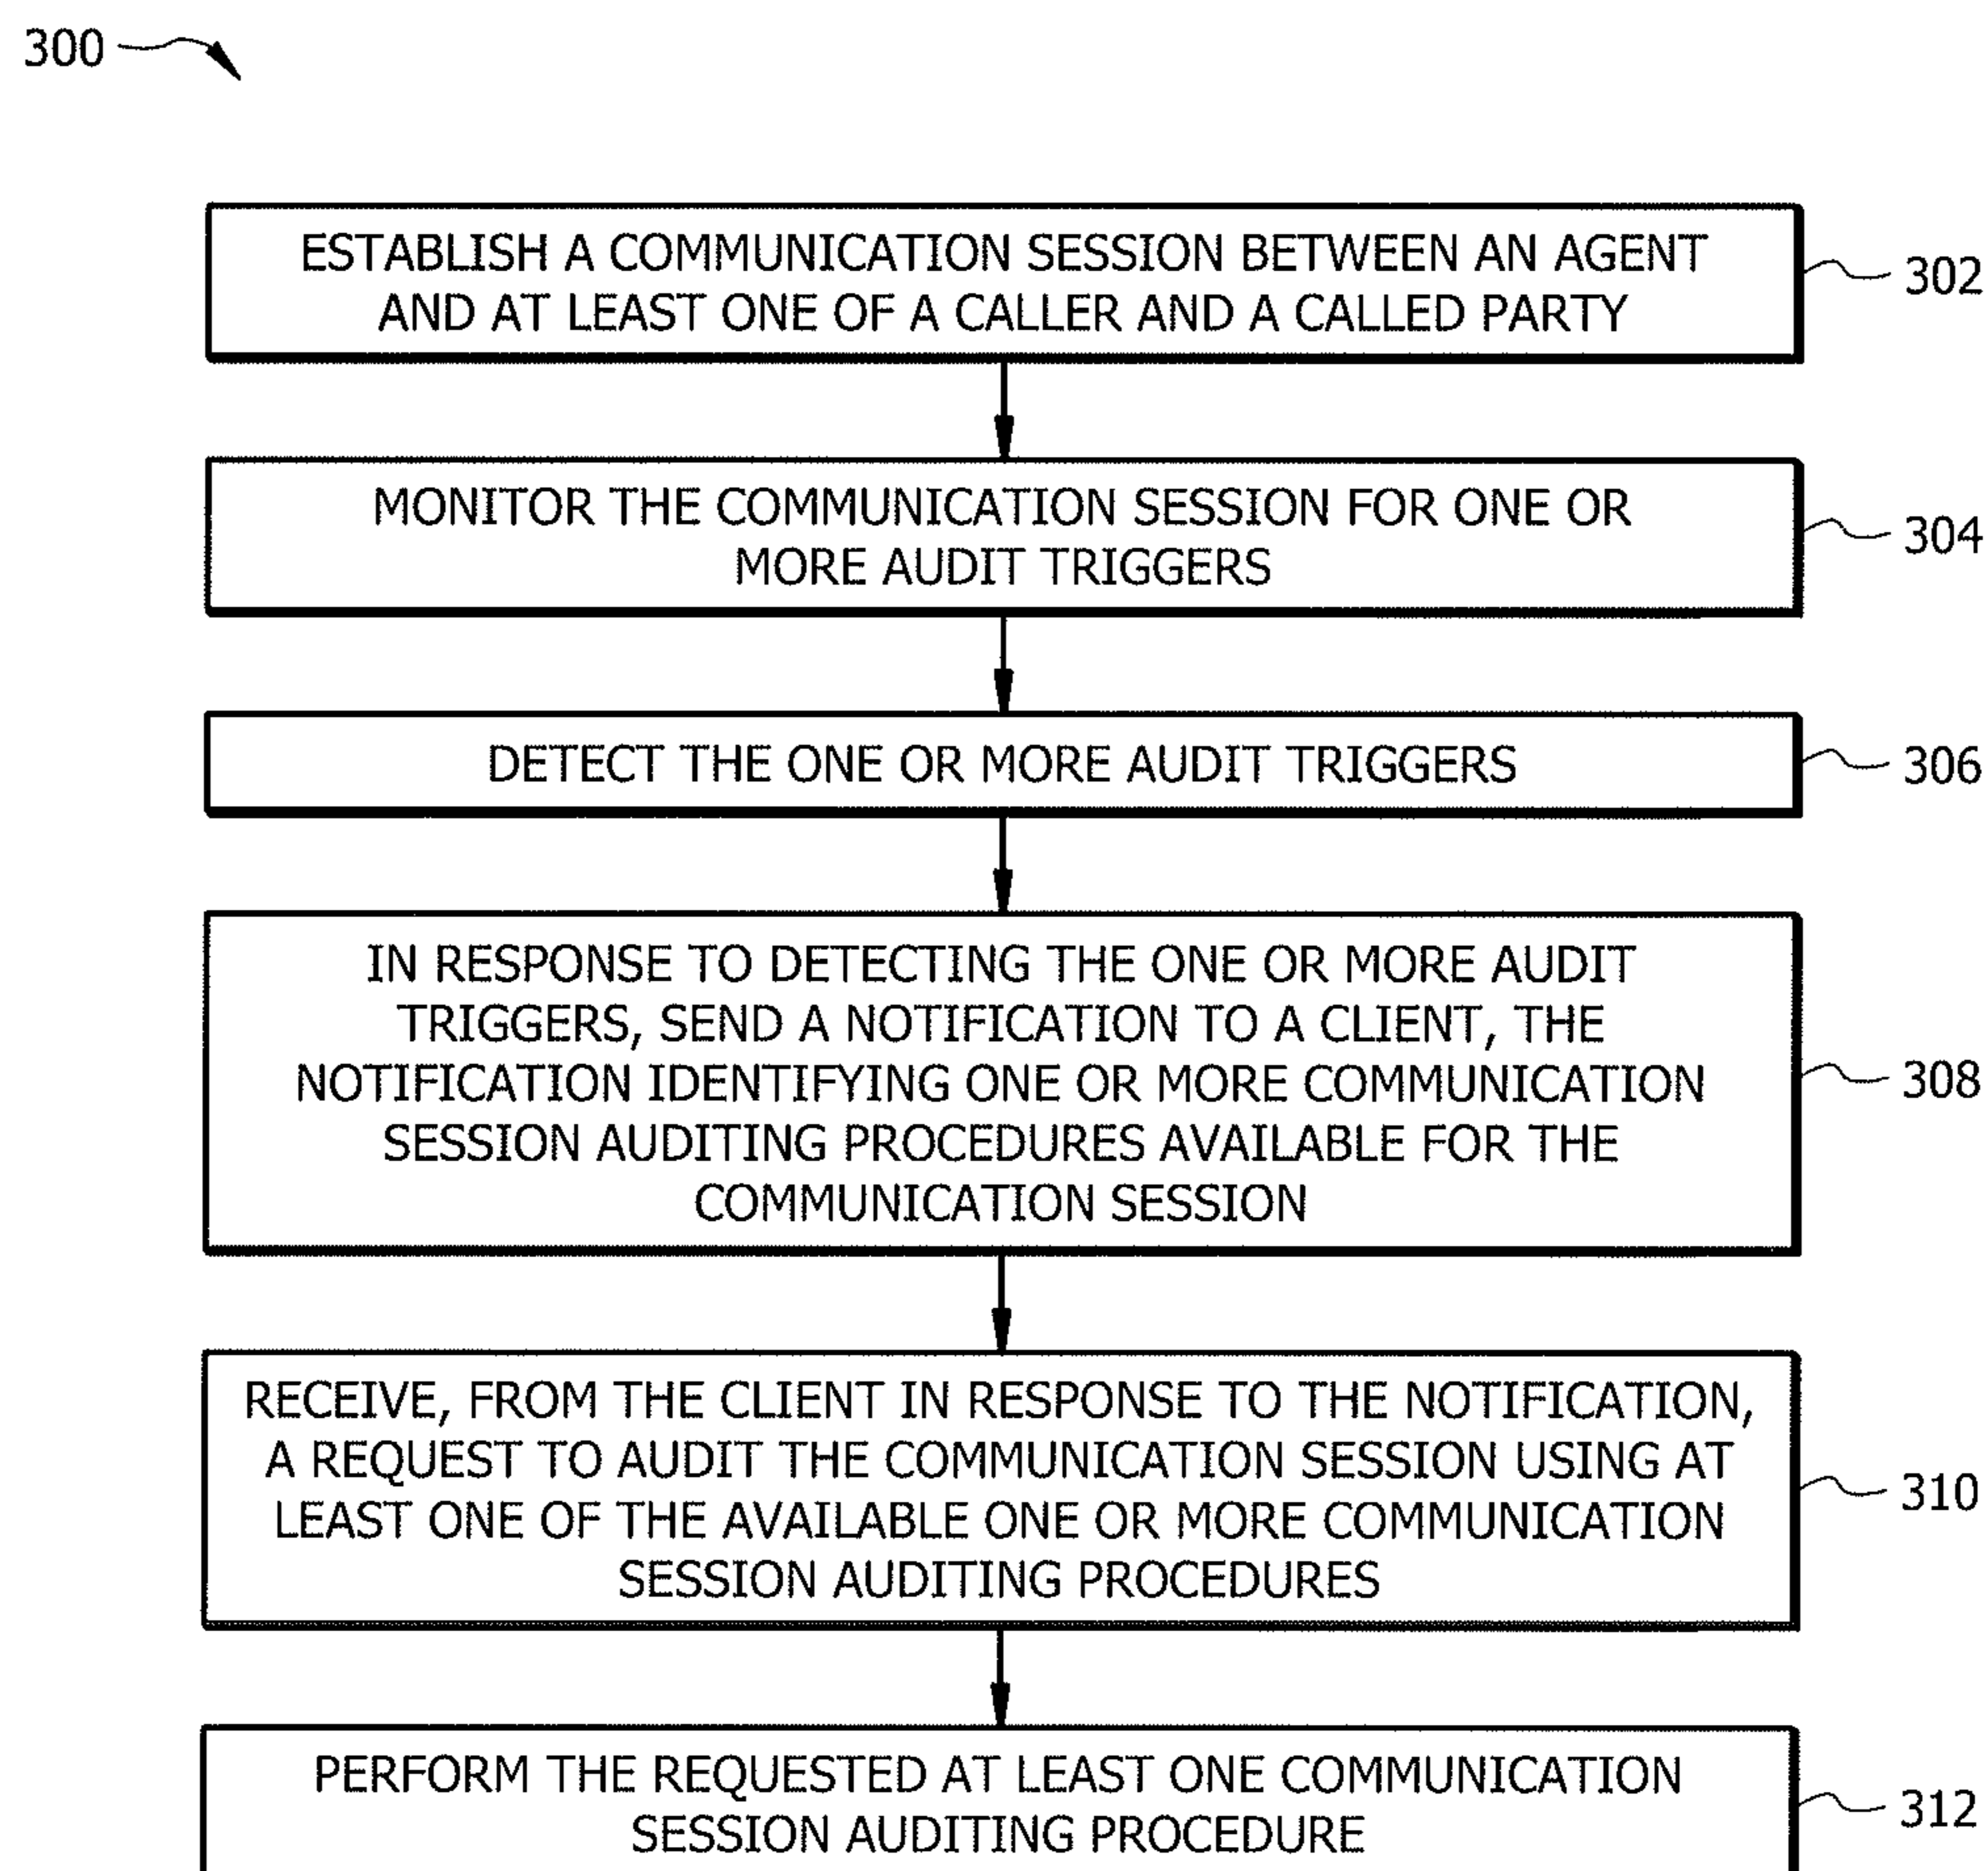 300
ESTABLISH A COMMUNICATION SESSION BETWEEN AN AGENT
AND AT LEAST ONE OF A CALLER AND A CALLED PARTY
302
MONITOR THE COMMUNICATION SESSION FOR ONE OR
MORE AUDIT TRIGGERS
304
DETECT THE ONE OR MORE AUDIT TRIGGERS
306
IN RESPONSE TO DETECTING THE ONE OR MORE AUDIT
TRIGGERS, SEND A NOTIFICATION TO A CLIENT, THE
NOTIFICATION IDENTIFYING ONE OR MORE COMMUNICATION
SESSION AUDITING PROCEDURES AVAILABLE FOR THE
COMMUNICATION SESSION
308
RECEIVE, FROM THE CLIENT IN RESPONSE TO THE NOTIFICATION,
A REQUEST TO AUDIT THE COMMUNICATION SESSION USING AT
LEAST ONE OF THE AVAILABLE ONE OR MORE COMMUNICATION
SESSION AUDITING PROCEDURES
310
PERFORM THE REQUESTED AT LEAST ONE COMMUNICATION
SESSION AUDITING PROCEDURE
312